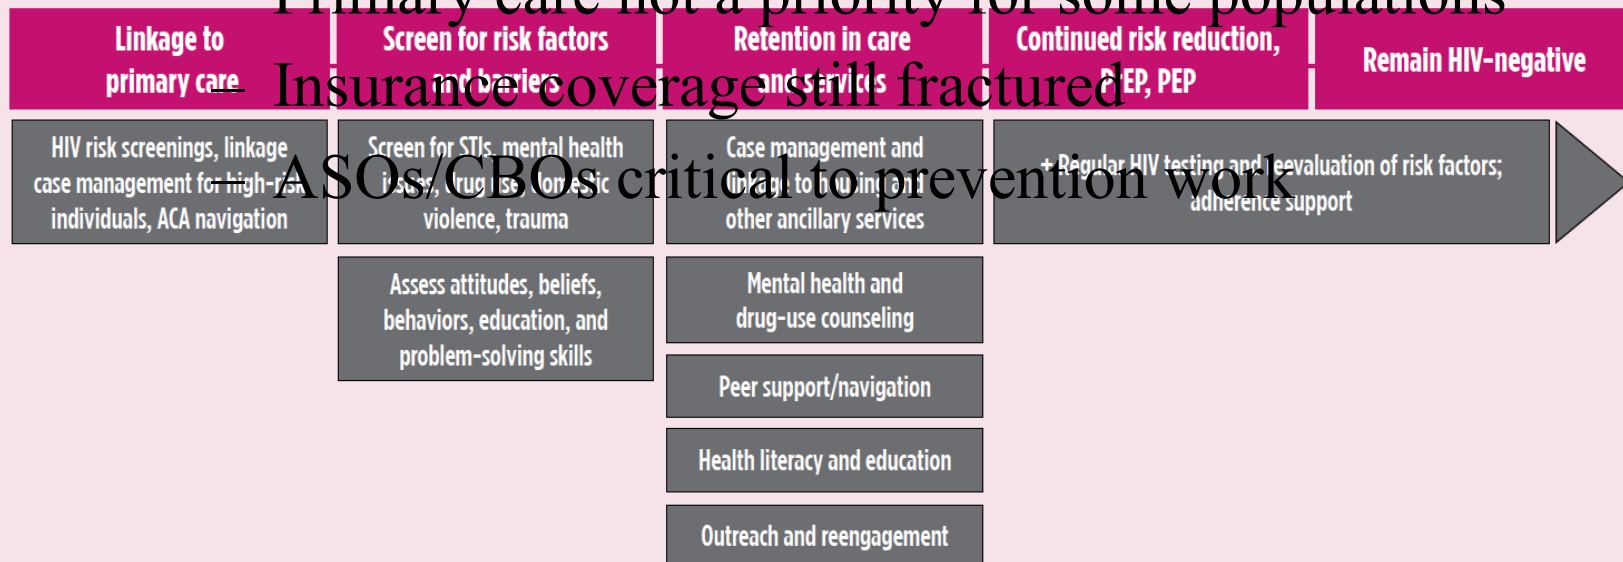 Primary care not a priority for some populations
– Insurance coverage still fractured
– ASOs/CBOs critical to prevention work
Linkage to
primary care
Screen for risk factors
and barriers
Retention in care
and services
Continued risk reduction,
PrEP, PEP
Remain HIV-negative
HIV risk screenings, linkage
case management for high-risk
individuals, ACA navigation
Screen for STIs, mental health
issues, drug use, domestic
violence, trauma
Case management and
linkage to housing and
other ancillary services
+ Regular HIV testing and reevaluation of risk factors;
adherence support
Assess attitudes, beliefs,
behaviors, education, and
problem-solving skills
Mental health and
drug-use counseling
Peer support/navigation
Health literacy and education
Outreach and reengagement